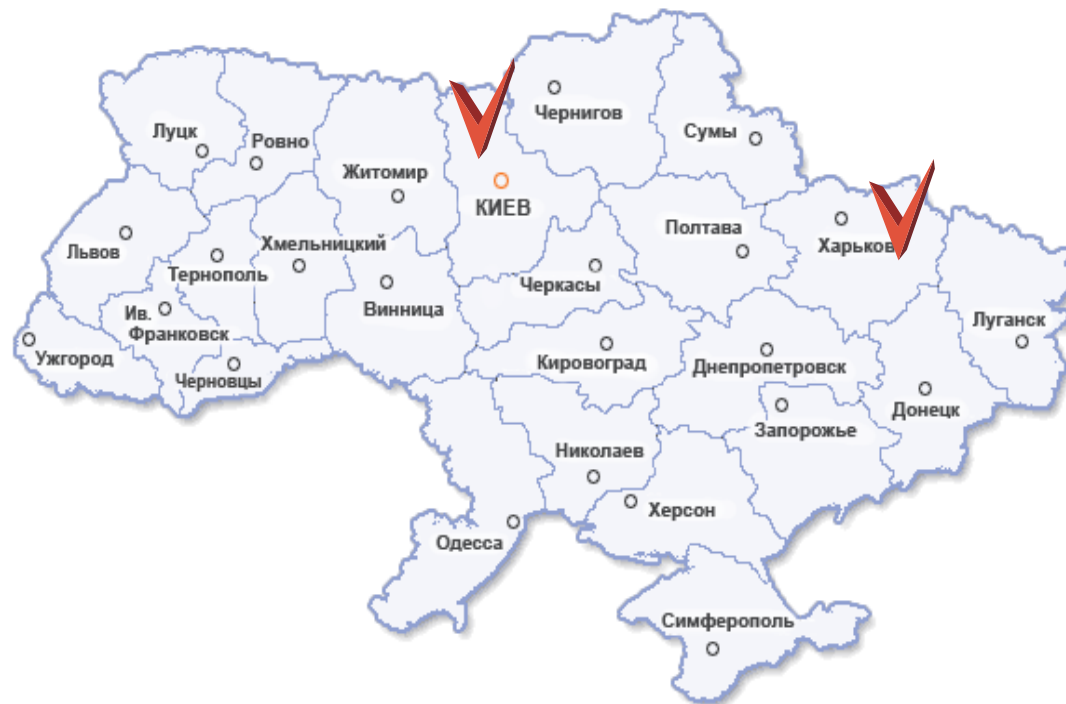 Чернигов
Луцк
Ровно
Сумы
Житомир
КИЕВ
Полтава
Харьков
Львов
Хмельницкий
Тернополь
Черкасы
Винница
Ив.
Франковск
Луганск
Ужгород
Кировоград
Днепропетровск
Черновцы
Донецк
Запорожье
Николаев
Херсон
Одесса
Симферополь